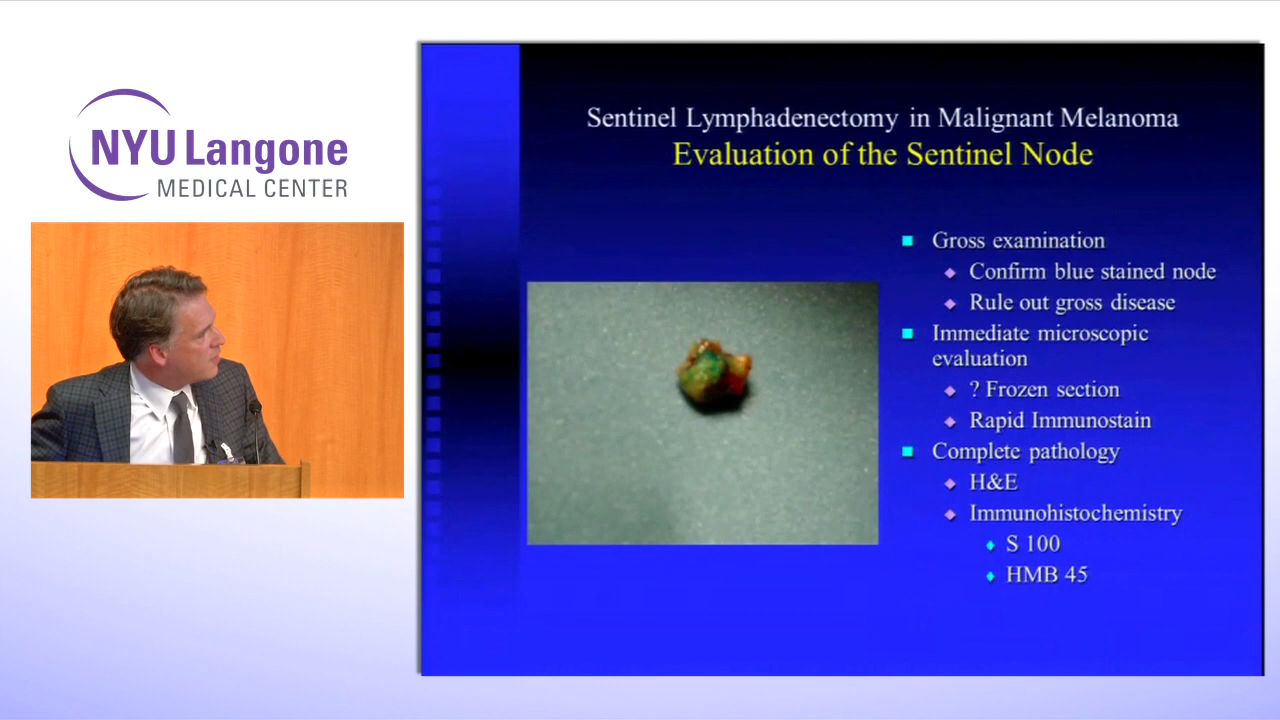 NYU Langone
MEDICAL CENTER
Sentinel Lymphadenectomy in Malignant Melanoma
Evaluation of the Sentinel Node
Gross examination
Confirm blue stained node
Rule out gross disease
Immediate microscopic
evaluation
? Frozen section
Rapid Immunostain
Complete pathology
H&E
Immunohistochemistry
S 100
HMB 45